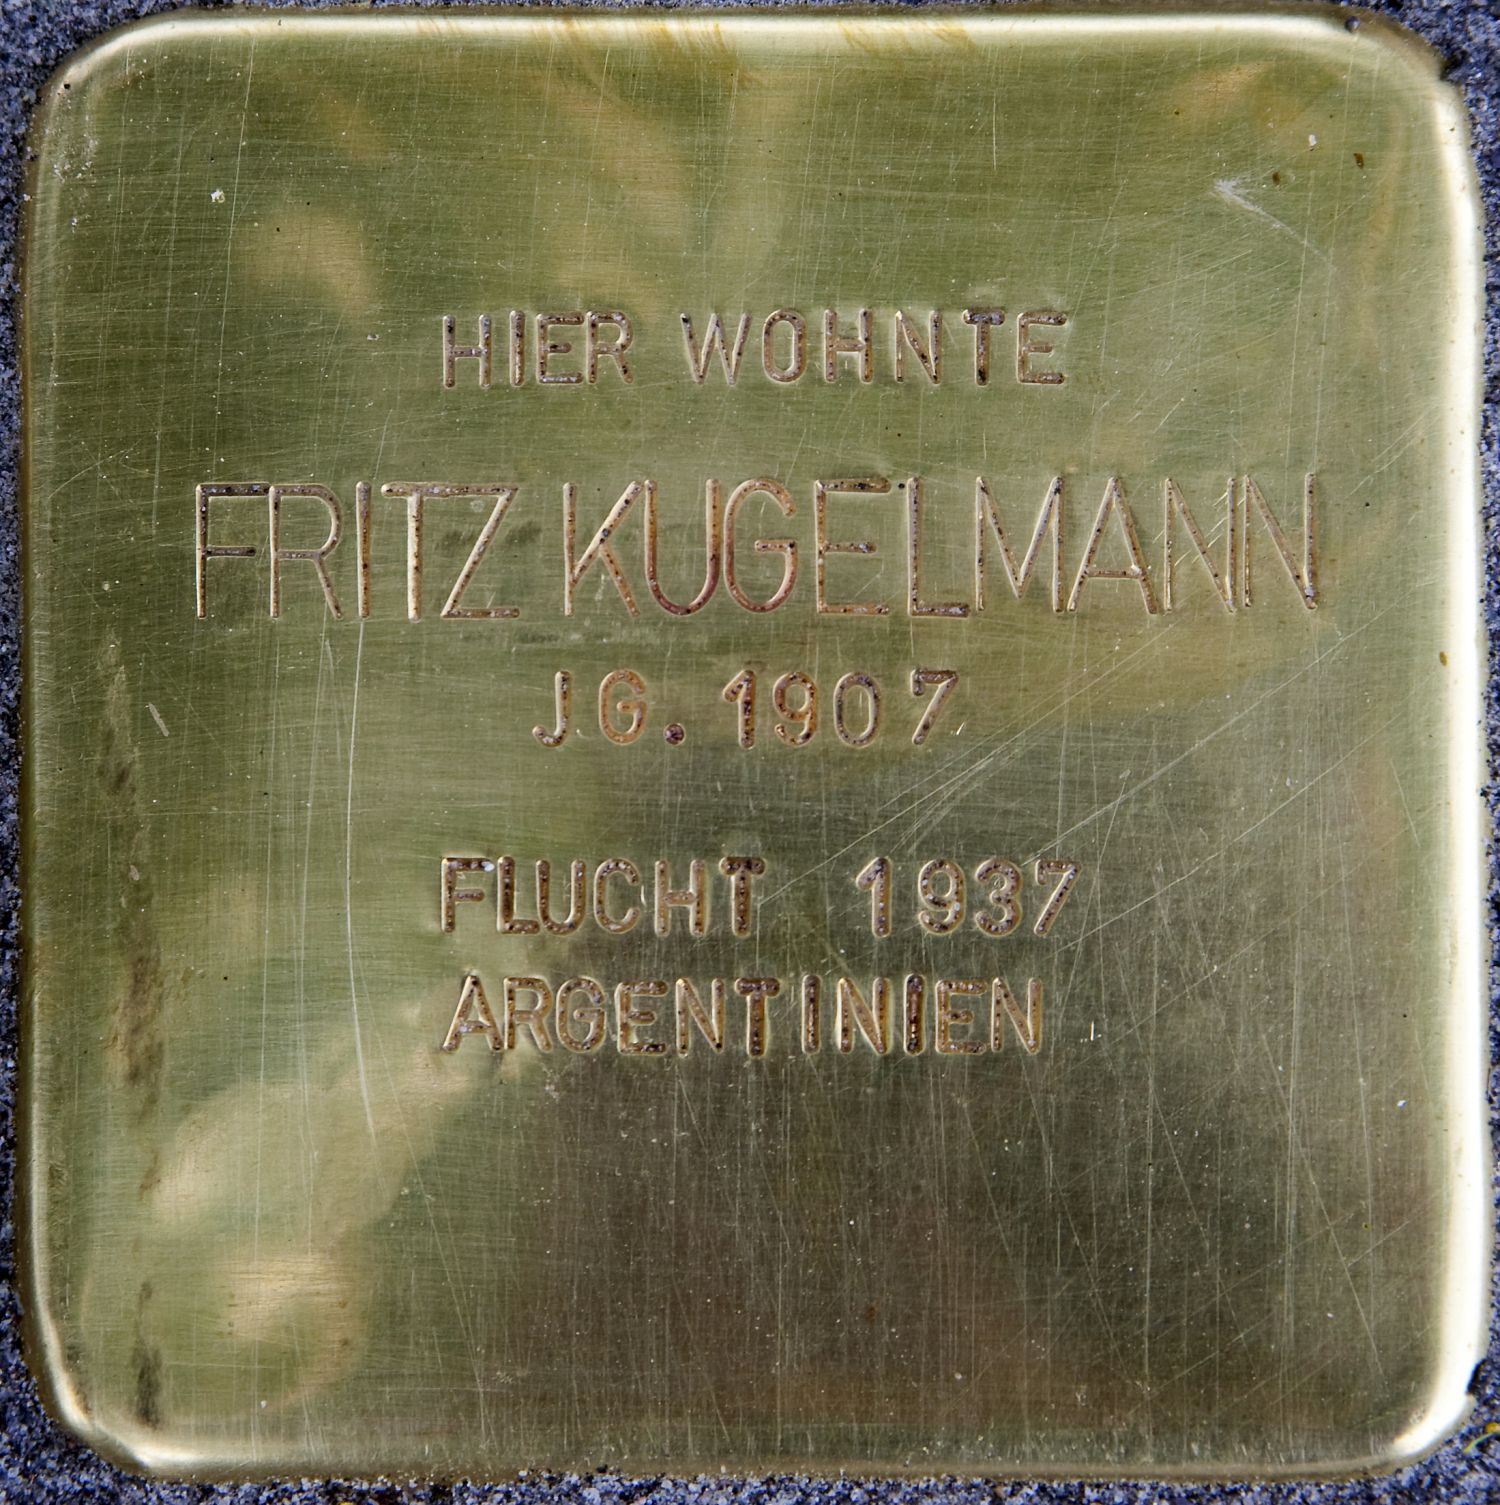 HIER WOHNTE
FRITZ KUGELMANN
JG. 1907
FLUCHT 1937
ARGENTINIEN